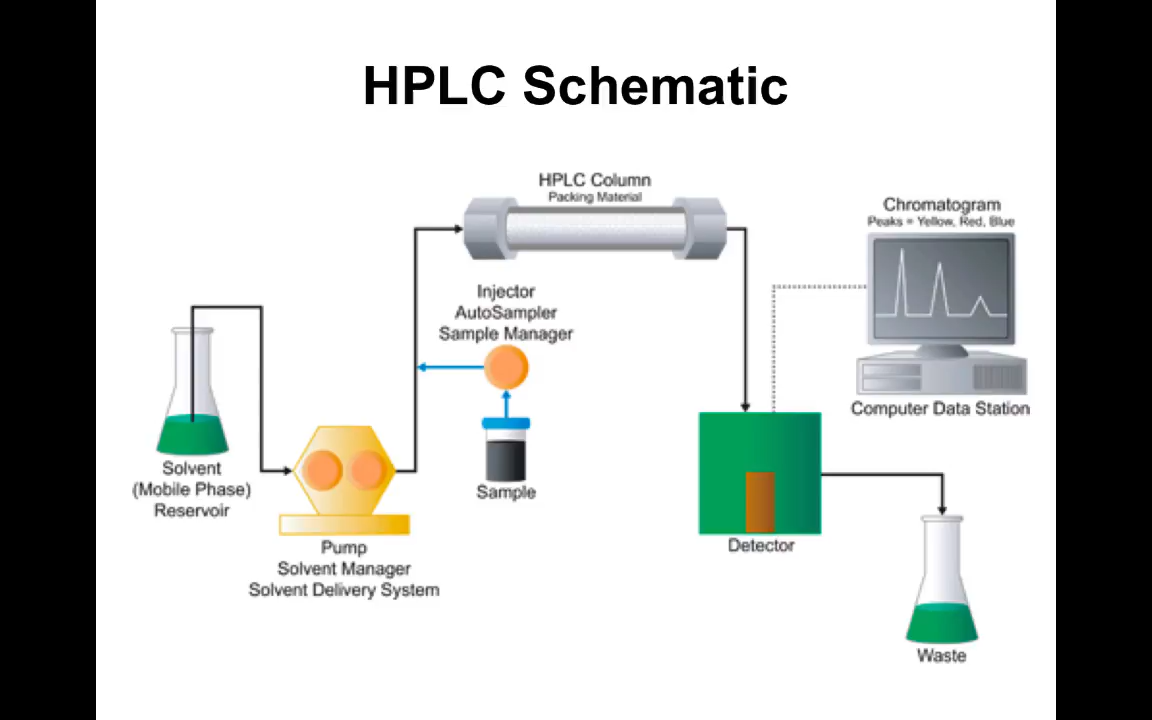 HPLC Schematic
HPLC Column
Packing Material
Chromatogram
Peaks = Yellow, Red, Blue
Injector
AutoSampler
Sample Manager
Computer Data Station
Solvent
(Mobile Phase)
Reservoir
Sample
Pump
Solvent Manager
Solvent Delivery System
Detector
Waste